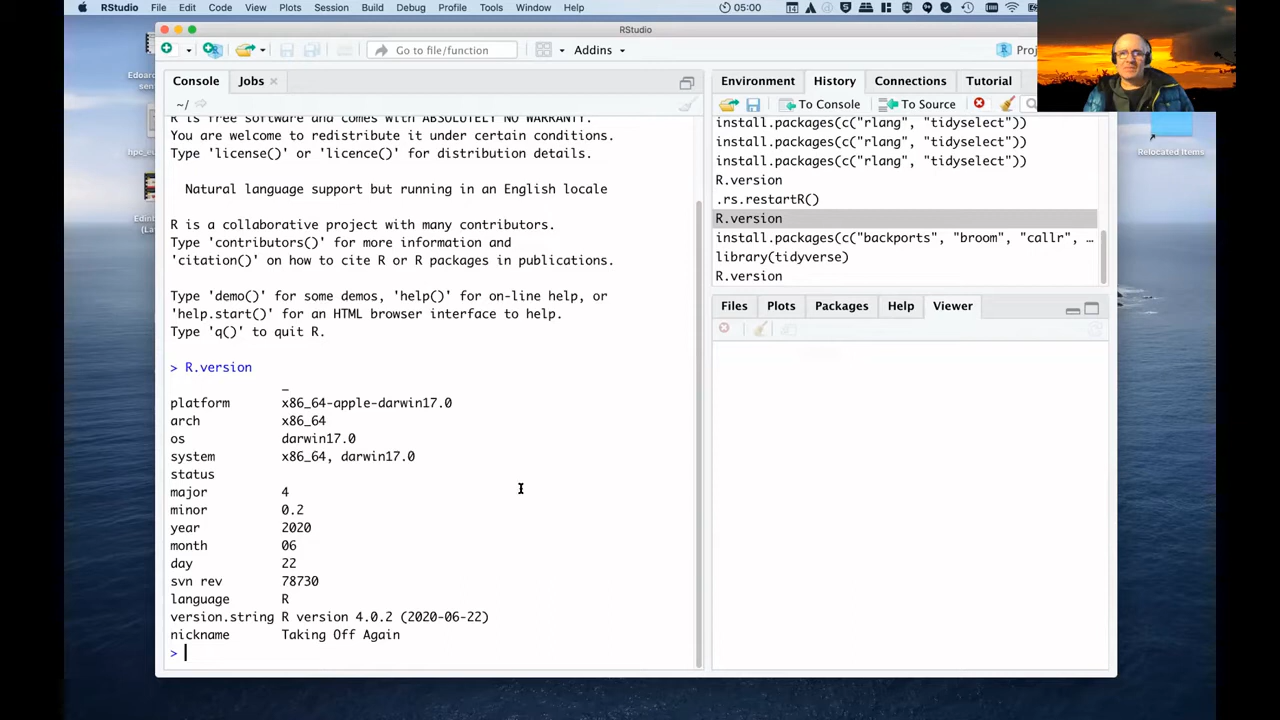 RStudio File Edit Code View Plots Session Build Debug Profile Tools Window Help 05:00
RStudio
Go to file/function Addins
Console Jobs
~/
R is free software and comes with ABSOLUTELY NO WARRANTY.
You are welcome to redistribute it under certain conditions.
Type 'license()' or 'licence()' for distribution details.
Natural language support but running in an English locale
R is a collaborative project with many contributors.
Type 'contributors()' for more information and
'citation()' on how to cite R or R packages in publications.
Type 'demo()' for some demos, 'help()' for on-line help, or
'help.start()' for an HTML browser interface to help.
Type 'q()' to quit R.
> R.version
_
platform x86_64-apple-darwin17.0
arch x86_64
os darwin17.0
system x86_64, darwin17.0
status
major 4
minor 0.2
year 2020
month 06
day 22
svn rev 78730
language R
version.string R version 4.0.2 (2020-06-22)
nickname Taking Off Again
>
Environment History Connections Tutorial
To Console To Source
install.packages(c("rlang", "tidyselect"))
install.packages(c("rlang", "tidyselect"))
install.packages(c("rlang", "tidyselect"))
R.version
.rs.restartR()
R.version
install.packages(c("backports", "broom", "callr", …
library(tidyverse)
R.version
Files Plots Packages Help Viewer
Relocated Items